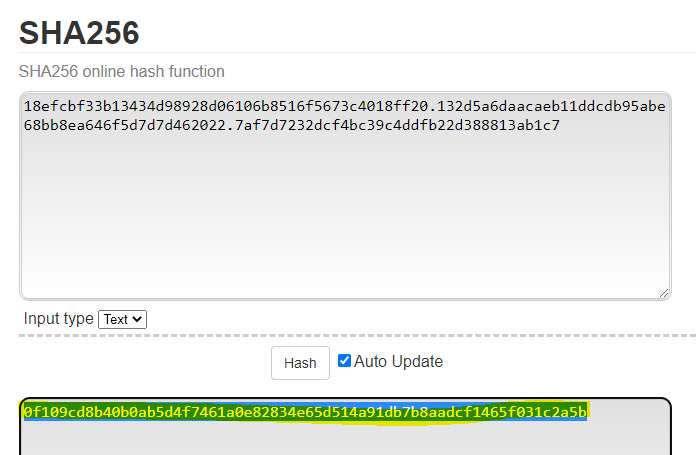 SHA256
SHA256 online hash function
18efcbf33b13434d98928d06106b8516f5673c4018ff20.132d5a6daacaeb11ddcdb95abe
68bb8ea646f5d7d7d462022.7af7d7232dcf4bc39c4ddfb22d388813ab1c7
Input type Text
Hash Auto Update
0f109cd8b40b0ab5d4f7461a0e82834e65d514a91db7b8aadcf1465f031c2a5b